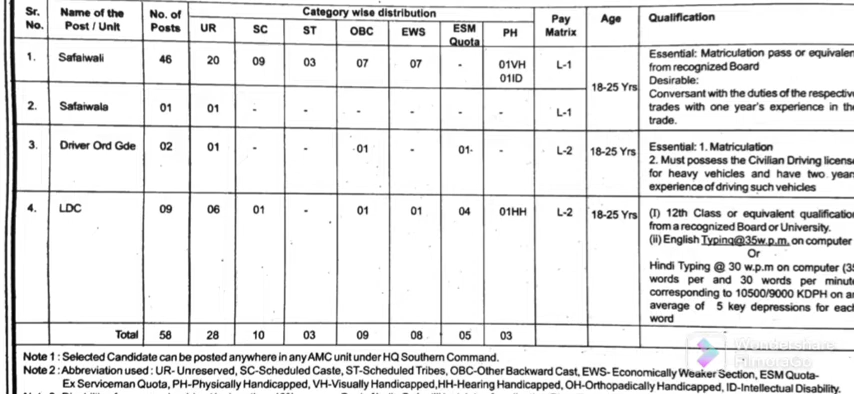 Sr. No. Name of the Post / Unit No. of Posts Category wise distribution Pay Matrix Age Qualification
UR SC ST OBC EWS ESM Quota PH
1. Safaiwali 46 20 09 03 07 07 - 01VH 01ID L-1 18-25 Yrs Essential: Matriculation pass or equivalen
from recognized Board
Desirable:
Conversant with the duties of the respectiv
2. Safaiwala 01 01 - - - - - - L-1 trades with one year's experience in th
trade.
3. Driver Ord Gde 02 01 - - 01 - 01 - L-2 18-25 Yrs Essential: 1. Matriculation
2. Must possess the Civilian Driving license
for heavy vehicles and have two year
experience of driving such vehicles
4. LDC 09 06 01 - 01 01 04 01HH L-2 18-25 Yrs (I) 12th Class or equivalent qualification
from a recognized Board or University.
(ii) English Typing@35w.p.m. on computer
Or
Hindi Typing @ 30 w.p.m on computer (35
words per and 30 words per minute
corresponding to 10500/9000 KDPH on a
average of 5 key depressions for each
word
Total 58 28 10 03 09 08 05 03
Note 1 : Selected Candidate can be posted anywhere in any AMC unit under HQ Southern Command.
Note 2 : Abbreviation used : UR- Unreserved, SC-Scheduled Caste, ST-Scheduled Tribes, OBC-Other Backward Cast, EWS- Economically Weaker Section, ESM Quota-
Ex Serviceman Quota, PH-Physically Handicapped, VH-Visually Handicapped,HH-Hearing Handicapped, OH-Orthopadically Handicapped, ID-Intellectual Disability.
Wondershare
FilmoraGo